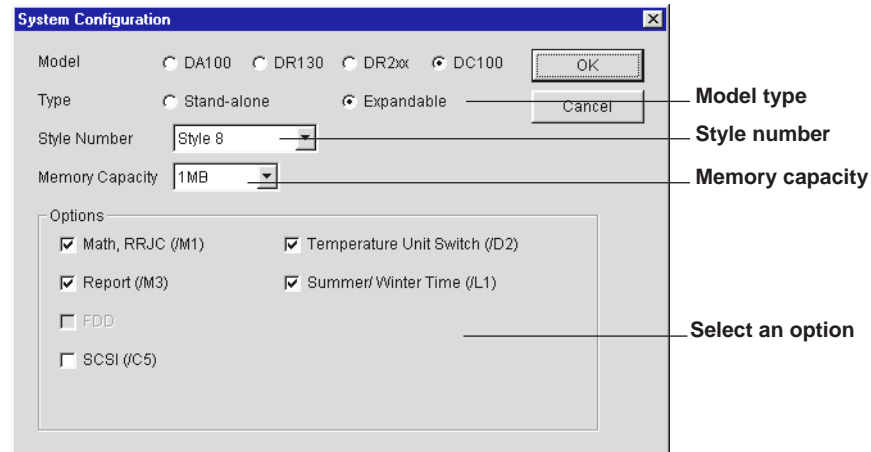 System Configuration
Model DA100 DR130 DR2xx DC100 OK
Type Stand-alone Expandable Cancel Model type
Style Number Style 8 Style number
Memory Capacity 1MB Memory capacity
Options
Math, RRJC (/M1) Temperature Unit Switch (/D2)
Report (/M3) Summer/ Winter Time (/L1)
FDD
Select an option
SCSI (/C5)